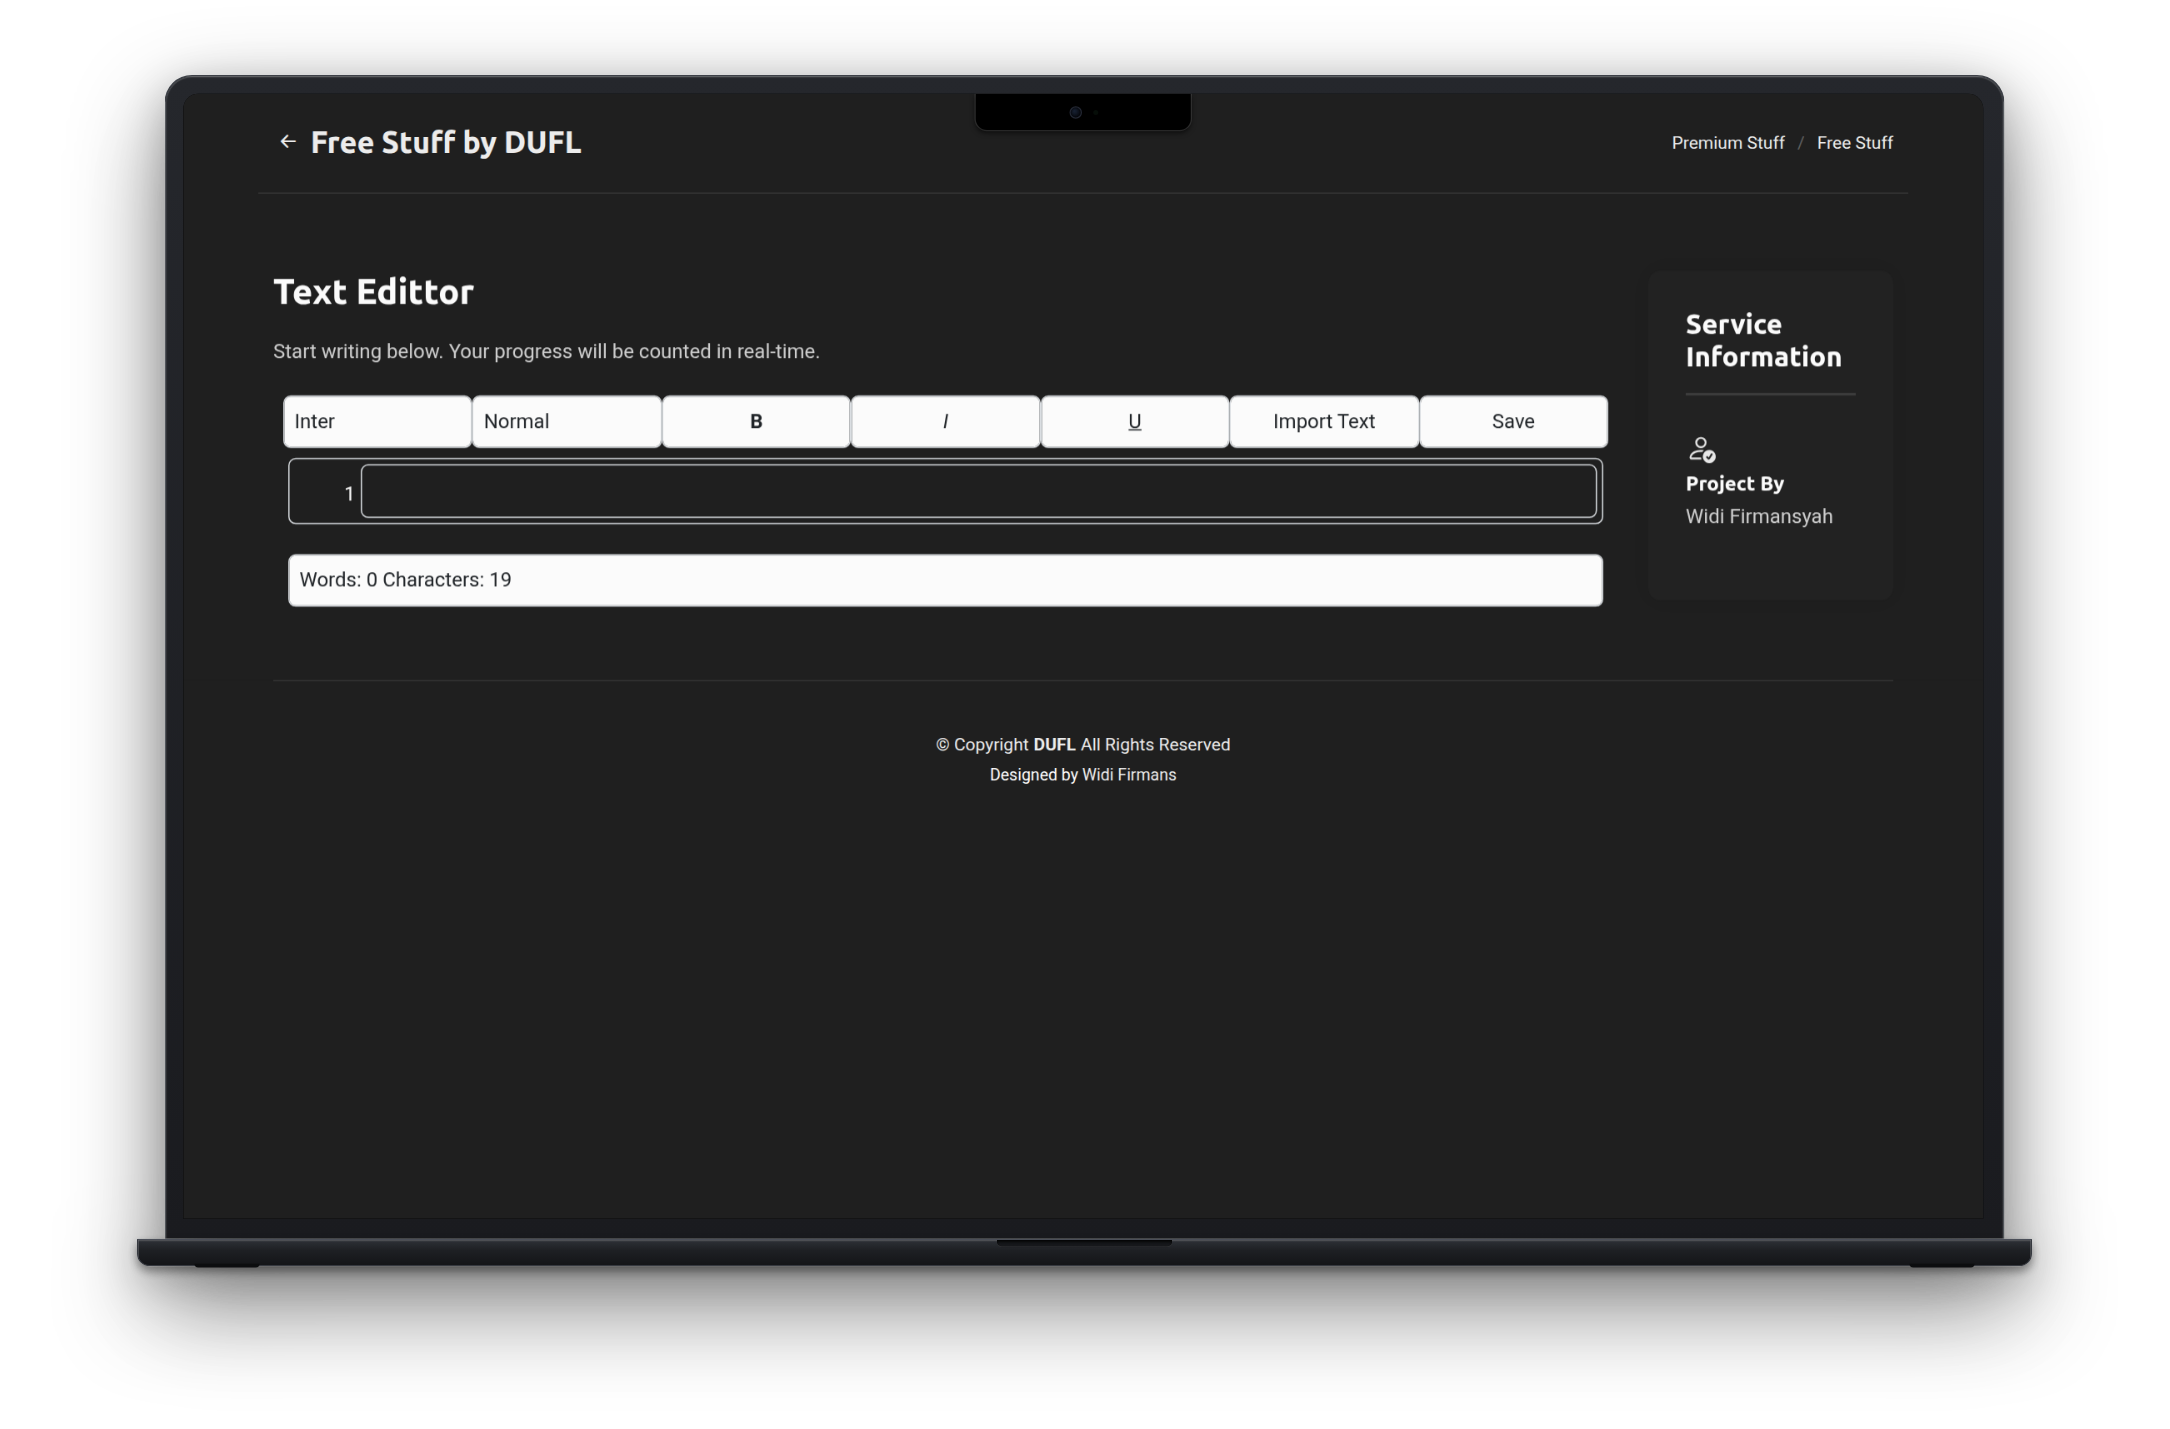 Free Stuff by DUFL
Premium Stuff / Free Stuff
Text Edittor
Start writing below. Your progress will be counted in real-time.
Inter Normal B I U Import Text Save
1
Words: 0 Characters: 19
Service
Information
Project By
Widi Firmansyah
© Copyright DUFL All Rights Reserved
Designed by Widi Firmans